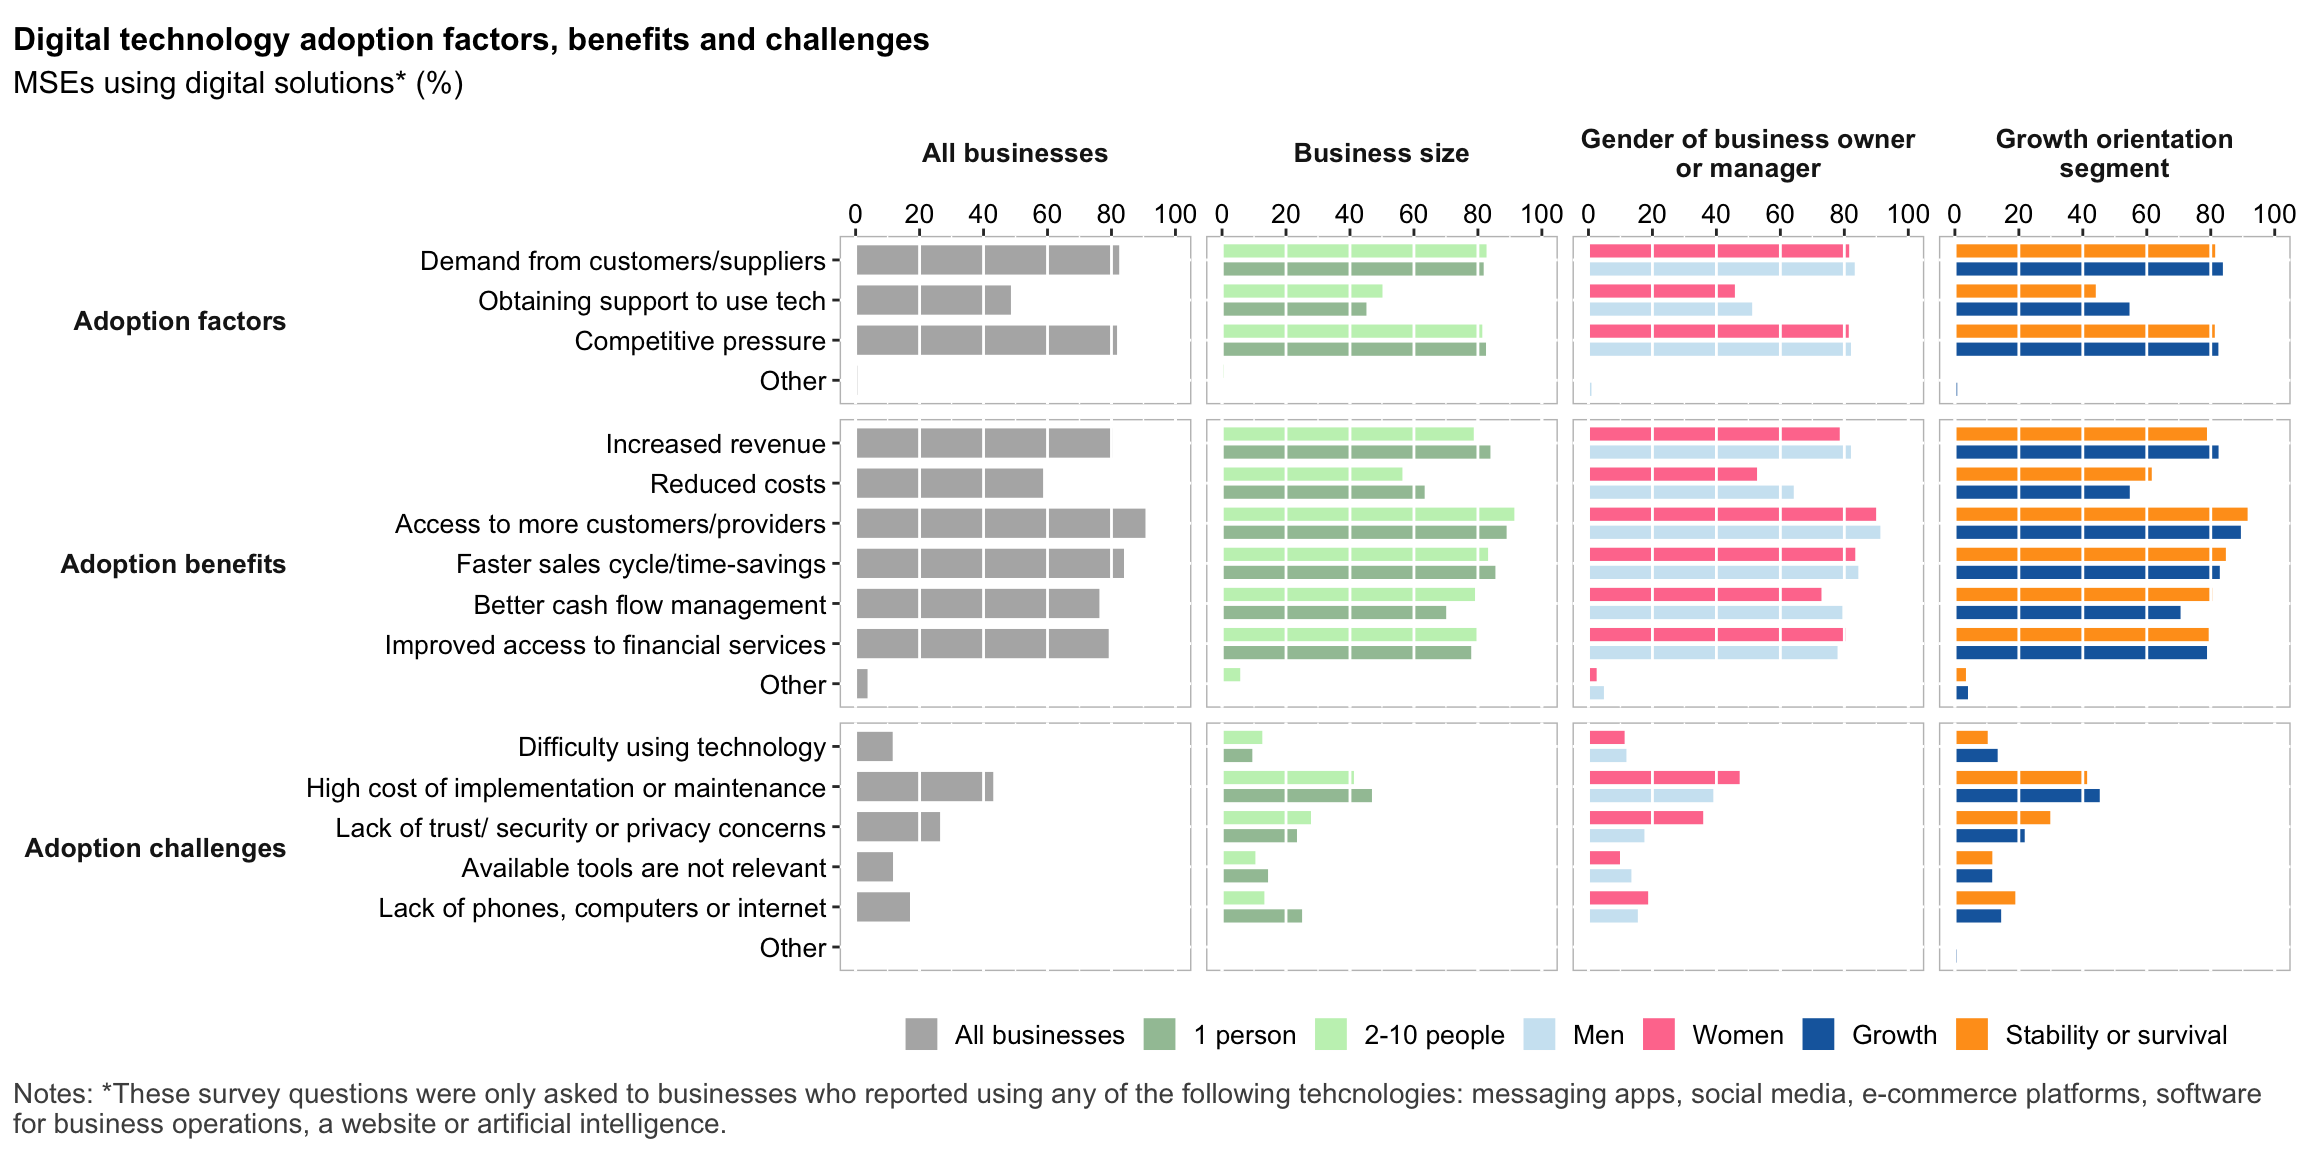 Digital technology adoption factors, benefits and challenges
MSEs using digital solutions* (%)
All businesses
Business size
Gender of business owner
or manager
Growth orientation
segment
0 20 40 60 80 100 0 20 40 60 80 100 0 20 40 60 80 100 0 20 40 60 80 100
Adoption factors
Demand from customers/suppliers
Obtaining support to use tech
Competitive pressure
Other
Adoption benefits
Increased revenue
Reduced costs
Access to more customers/providers
Faster sales cycle/time-savings
Better cash flow management
Improved access to financial services
Other
Adoption challenges
Difficulty using technology
High cost of implementation or maintenance
Lack of trust/ security or privacy concerns
Available tools are not relevant
Lack of phones, computers or internet
Other
All businesses 1 person 2-10 people Men Women Growth Stability or survival
Notes: *These survey questions were only asked to businesses who reported using any of the following tehcnologies: messaging apps, social media, e-commerce platforms, software
for business operations, a website or artificial intelligence.